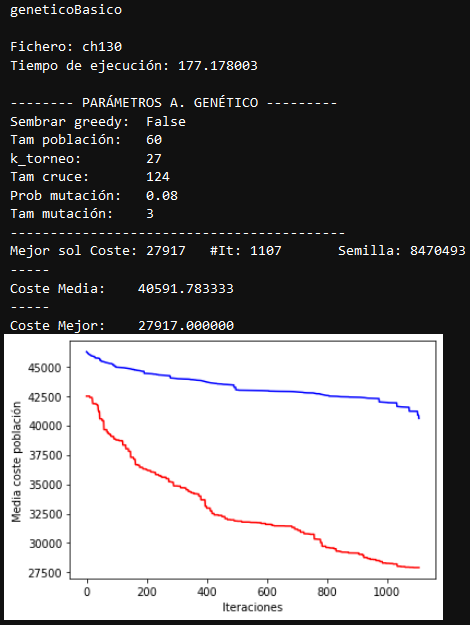 geneticoBasico
Fichero: ch130
Tiempo de ejecución: 177.178003
-------- PARÁMETROS A. GENÉTICO ---------
Sembrar greedy: False
Tam población: 60
k_torneo: 27
Tam cruce: 124
Prob mutación: 0.08
Tam mutación: 3
------------------------------------------
Mejor sol Coste: 27917 #It: 1107 Semilla: 8470493
-----
Coste Media: 40591.783333
-----
Coste Mejor: 27917.000000
Media coste población
45000
42500
40000
37500
35000
32500
30000
27500
0 200 400 600 800 1000
Iteraciones